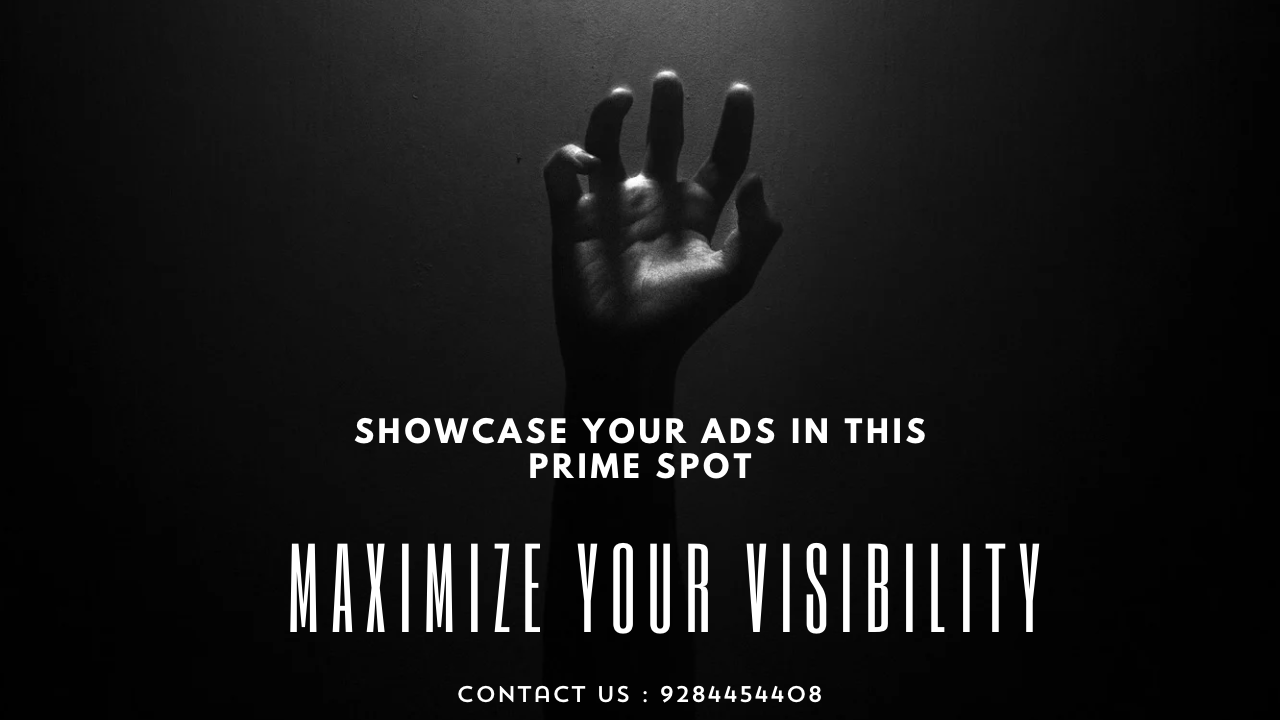 SHOWCASE YOUR ADS IN THIS
PRIME SPOT
MAXIMIZE YOUR VISIBILITY
CONTACT US : 9284454408